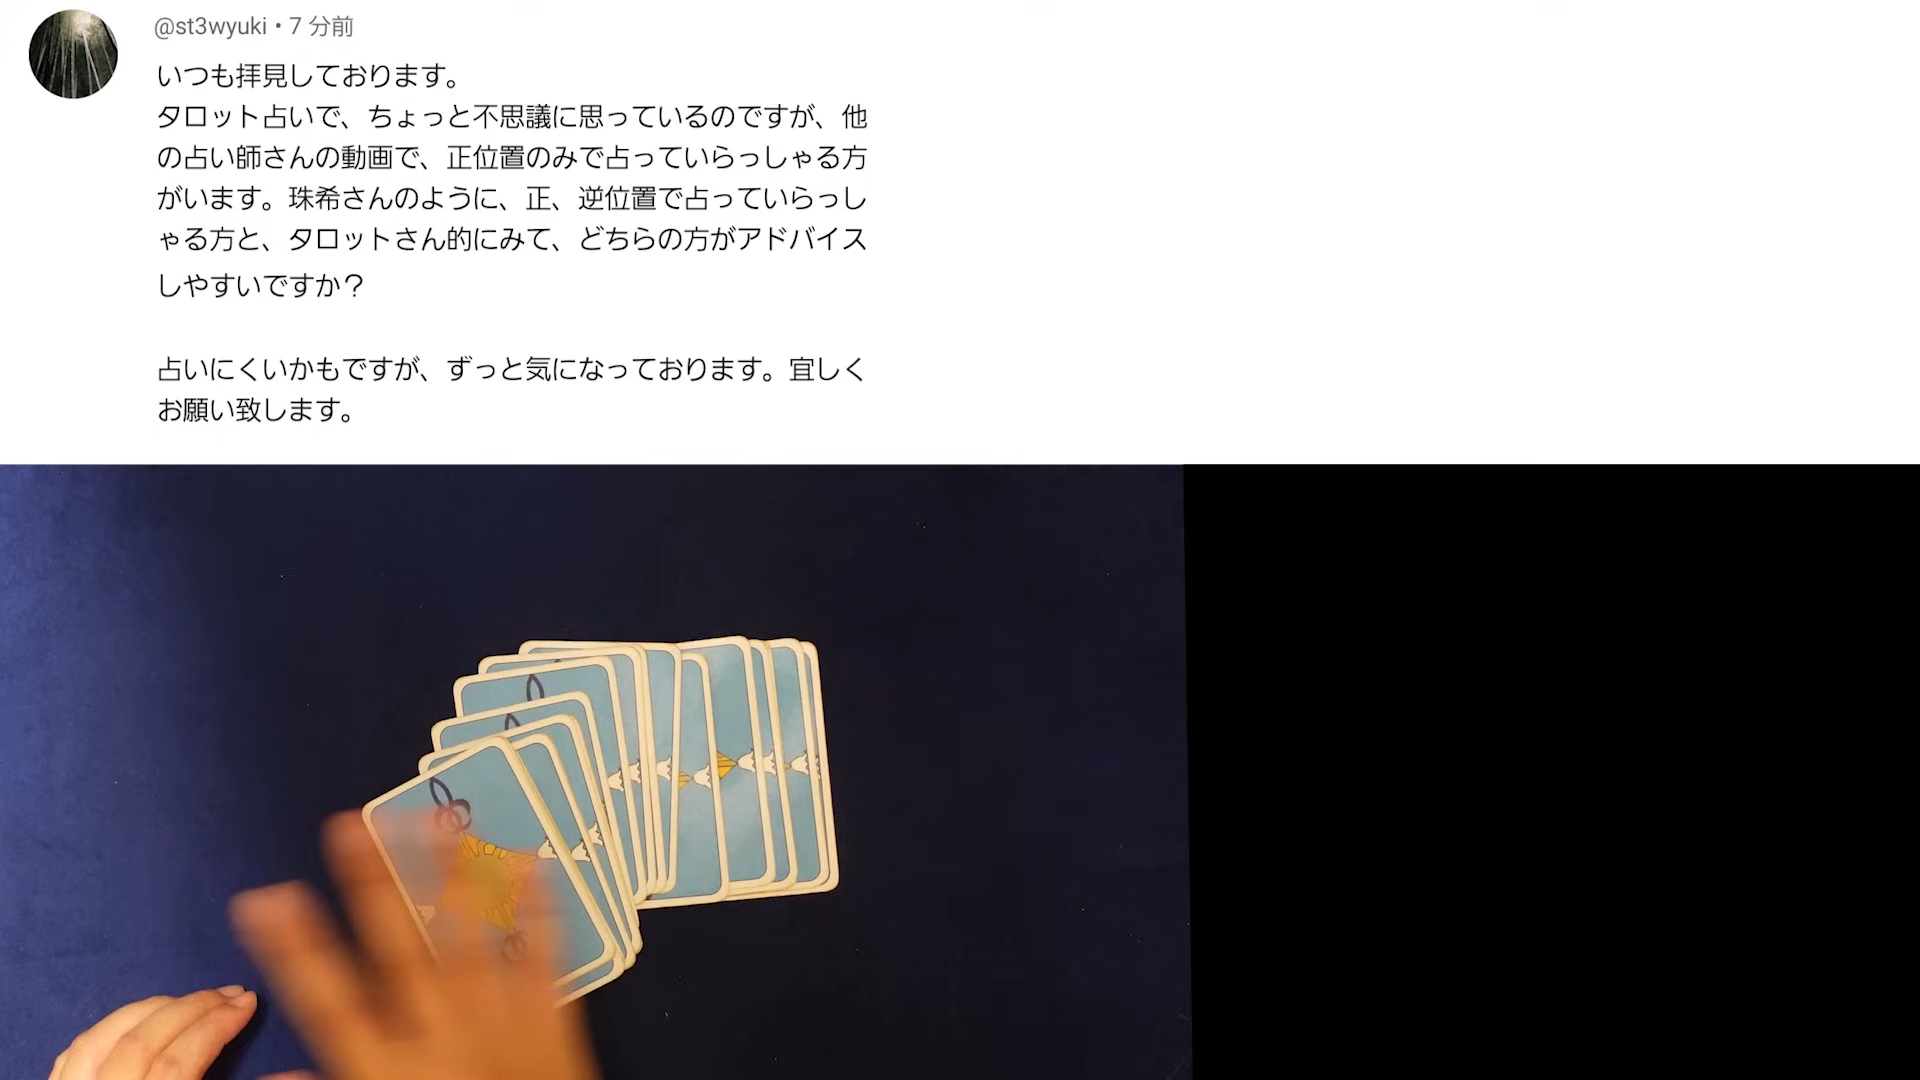 @st3wyuki • 7 分前
いつも拝見しております。
タロット占いで、ちょっと不思議に思っているのですが、他
の占い師さんの動画で、正位置のみで占っていらっしゃる方
がいます。珠希さんのように、正、逆位置で占っていらっし
ゃる方と、タロットさん的にみて、どちらの方がアドバイス
しやすいですか？
占いにくいかもですが、ずっと気になっております。宜しく
お願い致します。